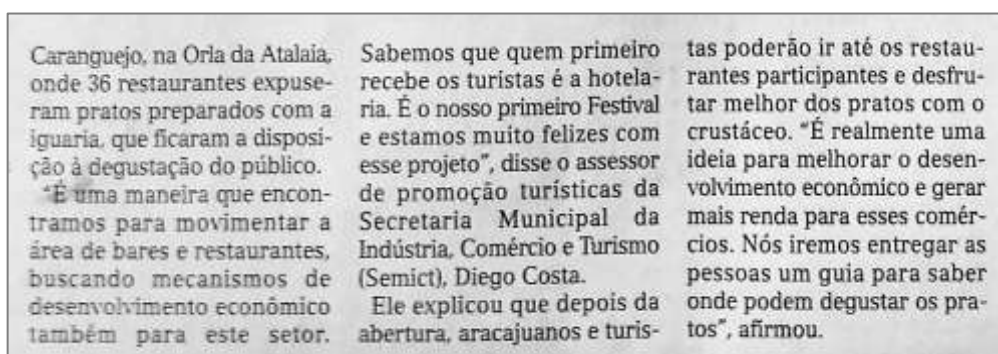 Caranguejo, na Orla da Atalaia,
onde 36 restaurantes expuse-
ram pratos preparados com a
iguaria, que ficaram a disposi-
ção à degustação do público.
"É uma maneira que encon-
tramos para movimentar a
área de bares e restaurantes,
buscando mecanismos de
desenvolvimento econômico
também para este setor.
Sabemos que quem primeiro
recebe os turistas é a hotela-
ria. É o nosso primeiro Festival
e estamos muito felizes com
esse projeto", disse o assessor
de promoção turísticas da
Secretaria Municipal da
Indústria, Comércio e Turismo
(Semict), Diego Costa.
Ele explicou que depois da
abertura, aracajuanos e turis-
tas poderão ir até os restau-
rantes participantes e desfru-
tar melhor dos pratos com o
crustáceo. "É realmente uma
ideia para melhorar o desen-
volvimento econômico e gerar
mais renda para esses comér-
cios. Nós iremos entregar as
pessoas um guia para saber
onde podem degustar os pra-
tos", afirmou.